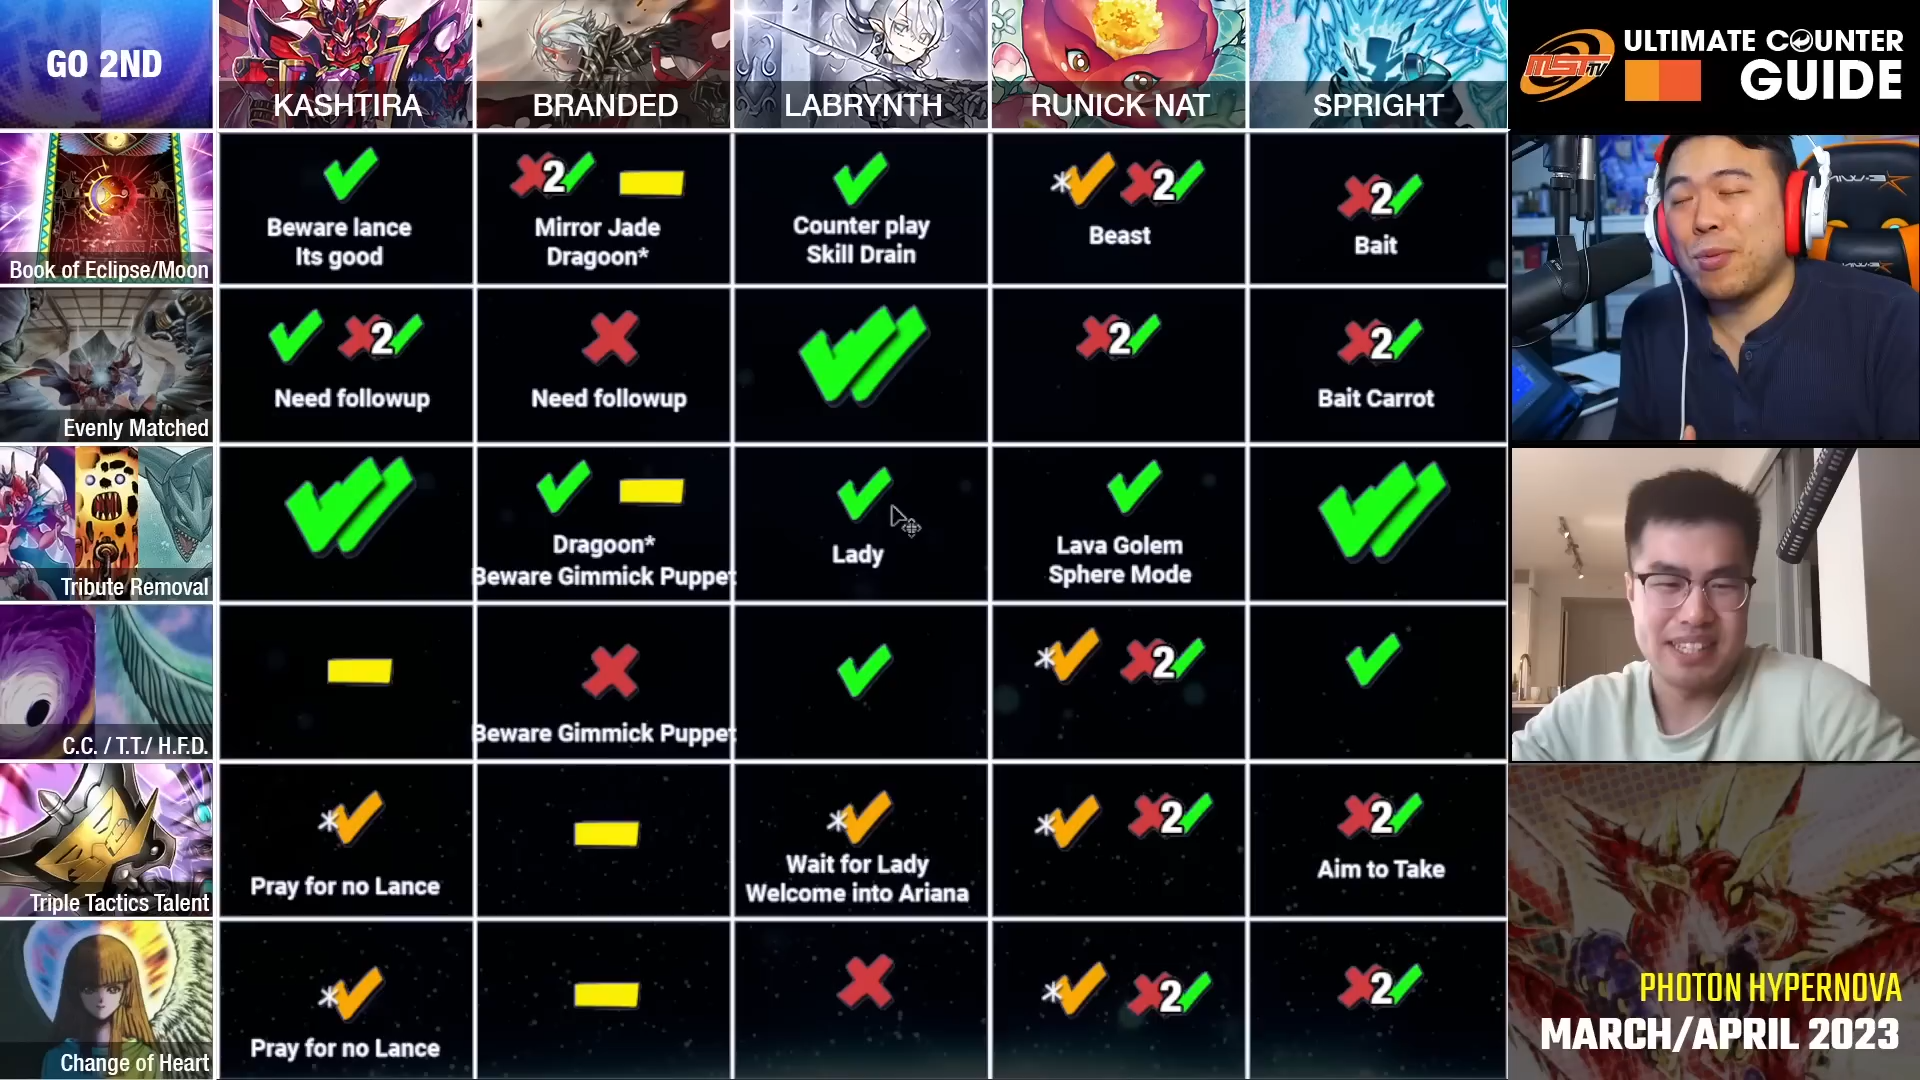 GO 2ND
KASHTIRA
BRANDED
LABRYNTH
RUNICK NAT
SPRIGHT
MSTTV
ULTIMATE COUNTER
GUIDE
Book of Eclipse/Moon
Beware lance
Its good
2
Mirror Jade
Dragoon*
Counter play
Skill Drain
* 2
Beast
2
Bait
Evenly Matched
2
Need followup
Need followup
2
2
Bait Carrot
Tribute Removal
Dragoon*
Beware Gimmick Puppet
Lady
Lava Golem
Sphere Mode
C.C. / T.T./ H.F.D.
Beware Gimmick Puppet
* 2
Triple Tactics Talent
*
Pray for no Lance
*
Wait for Lady
Welcome into Ariana
* 2
2
Aim to Take
Change of Heart
*
Pray for no Lance
* 2
2
PHOTON HYPERNOVA
MARCH/APRIL 2023